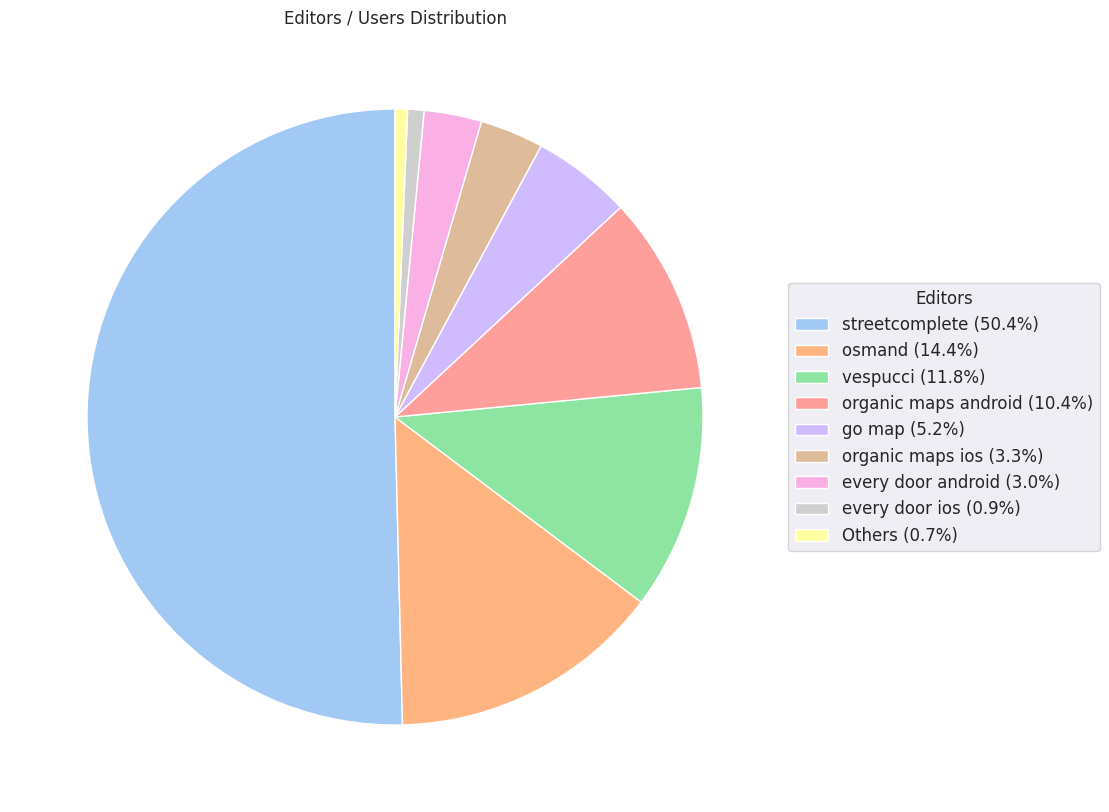 Editors / Users Distribution
Editors
streetcomplete (50.4%)
osmand (14.4%)
vespucci (11.8%)
organic maps android (10.4%)
go map (5.2%)
organic maps ios (3.3%)
every door android (3.0%)
every door ios (0.9%)
Others (0.7%)